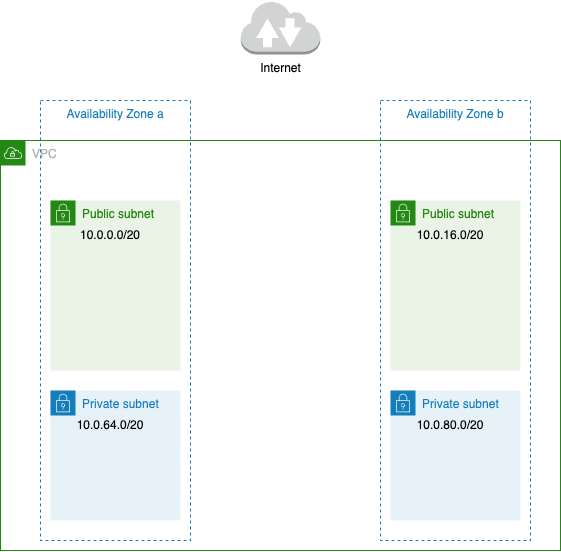 Internet
Availability Zone a
Availability Zone b
VPC
Public subnet
10.0.0.0/20
Public subnet
10.0.16.0/20
Private subnet
10.0.64.0/20
Private subnet
10.0.80.0/20